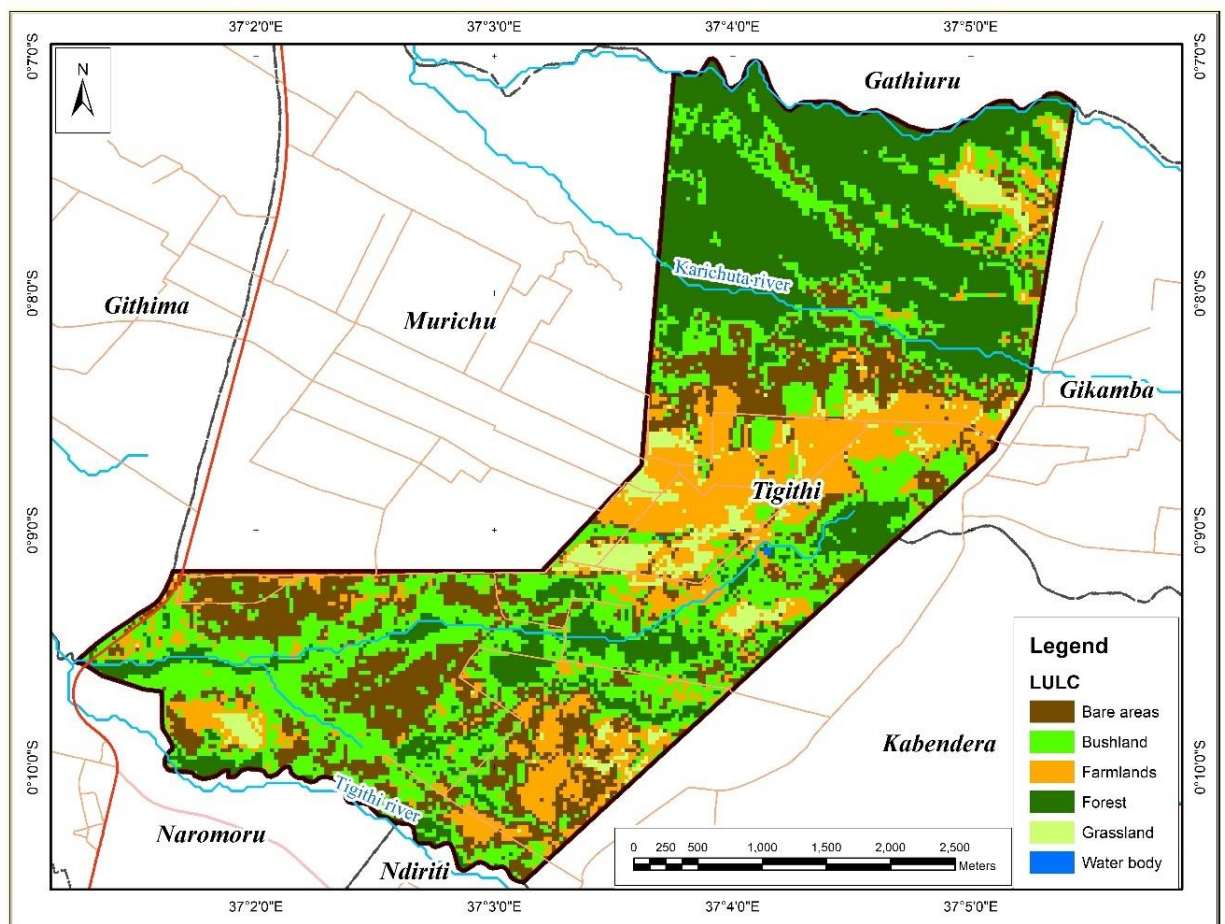 37°2'0"E 37°3'0"E 37°4'0"E 37°5'0"E
0°7'0"S 0°7'0"S
N
Gathiuru
Karichuta river
0°8'0"S 0°8'0"S
Githima
Murichu
Gikamba
Tigithi
0°9'0"S 0°9'0"S
Legend
LULC
Bare areas
Bushland
Farmlands
Forest
Grassland
Water body
Kabendera
0°10'0"S 0°10'0"S
Tigithi river
Naromoru
Ndiriti
0 250 500 1,000 1,500 2,000 2,500
Meters
37°2'0"E 37°3'0"E 37°4'0"E 37°5'0"E